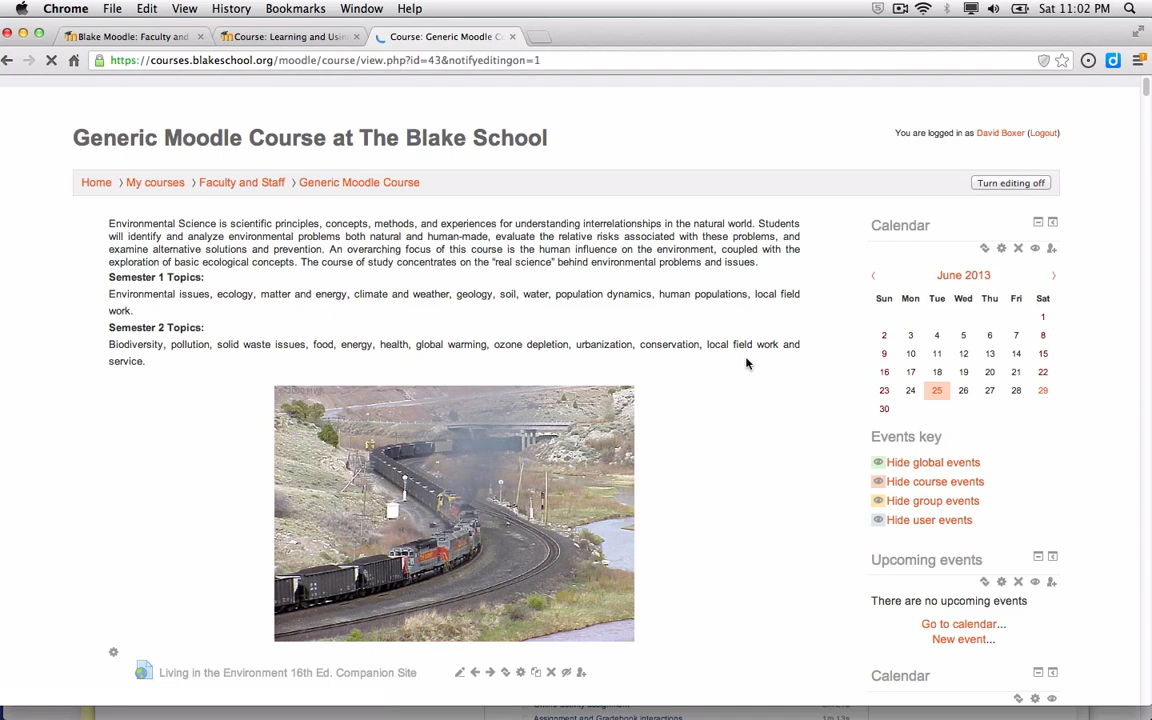 Chrome File Edit View History Bookmarks Window Help Sat 11:02 PM
Blake Moodle: Faculty and Course: Learning and Usin Course: Generic Moodle C
https://courses.blakeschool.org/moodle/course/view.php?id=43&notifyeditingon=1
Generic Moodle Course at The Blake School
You are logged in as David Boxer (Logout)
Home My courses Faculty and Staff Generic Moodle Course
Turn editing off
Environmental Science is scientific principles, concepts, methods, and experiences for understanding interrelationships in the natural world. Students
will identify and analyze environmental problems both natural and human-made, evaluate the relative risks associated with these problems, and
examine alternative solutions and prevention. An overarching focus of this course is the human influence on the environment, coupled with the
exploration of basic ecological concepts. The course of study concentrates on the “real science” behind environmental problems and issues.
Semester 1 Topics:
Environmental issues, ecology, matter and energy, climate and weather, geology, soil, water, population dynamics, human populations, local field
work.
Semester 2 Topics:
Biodiversity, pollution, solid waste issues, food, energy, health, global warming, ozone depletion, urbanization, conservation, local field work and
service.
Living in the Environment 16th Ed. Companion Site
Calendar
June 2013
Sun Mon Tue Wed Thu Fri Sat
1
2 3 4 5 6 7 8
9 10 11 12 13 14 15
16 17 18 19 20 21 22
23 24 25 26 27 28 29
30
Events key
Hide global events
Hide course events
Hide group events
Hide user events
Upcoming events
There are no upcoming events
Go to calendar...
New event...
Calendar
Assignment and Gradebook interactions